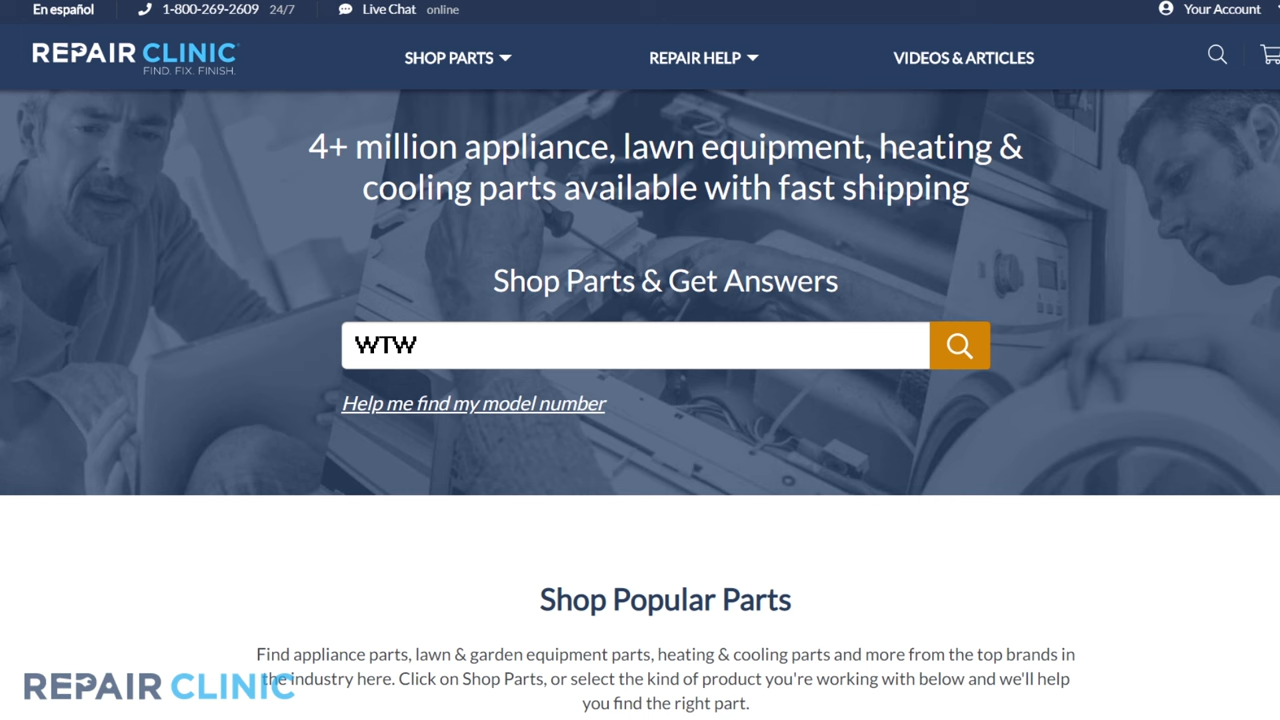 En español 1-800-269-2609 24/7 Live Chat online Your Account
REPAIR CLINIC
FIND. FIX. FINISH.
SHOP PARTS REPAIR HELP VIDEOS & ARTICLES
4+ million appliance, lawn equipment, heating &
cooling parts available with fast shipping
Shop Parts & Get Answers
WTW
Help me find my model number
Shop Popular Parts
Find appliance parts, lawn & garden equipment parts, heating & cooling parts and more from the top brands in
the industry here. Click on Shop Parts, or select the kind of product you're working with below and we'll help
you find the right part.
REPAIR CLINIC